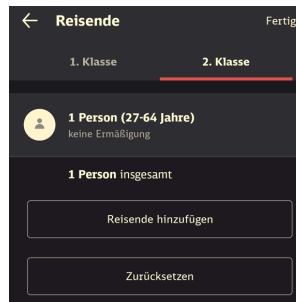 Reisende Fertig
1. Klasse 2. Klasse
1 Person (27-64 Jahre)
keine Ermäßigung
1 Person insgesamt
Reisende hinzufügen
Zurücksetzen